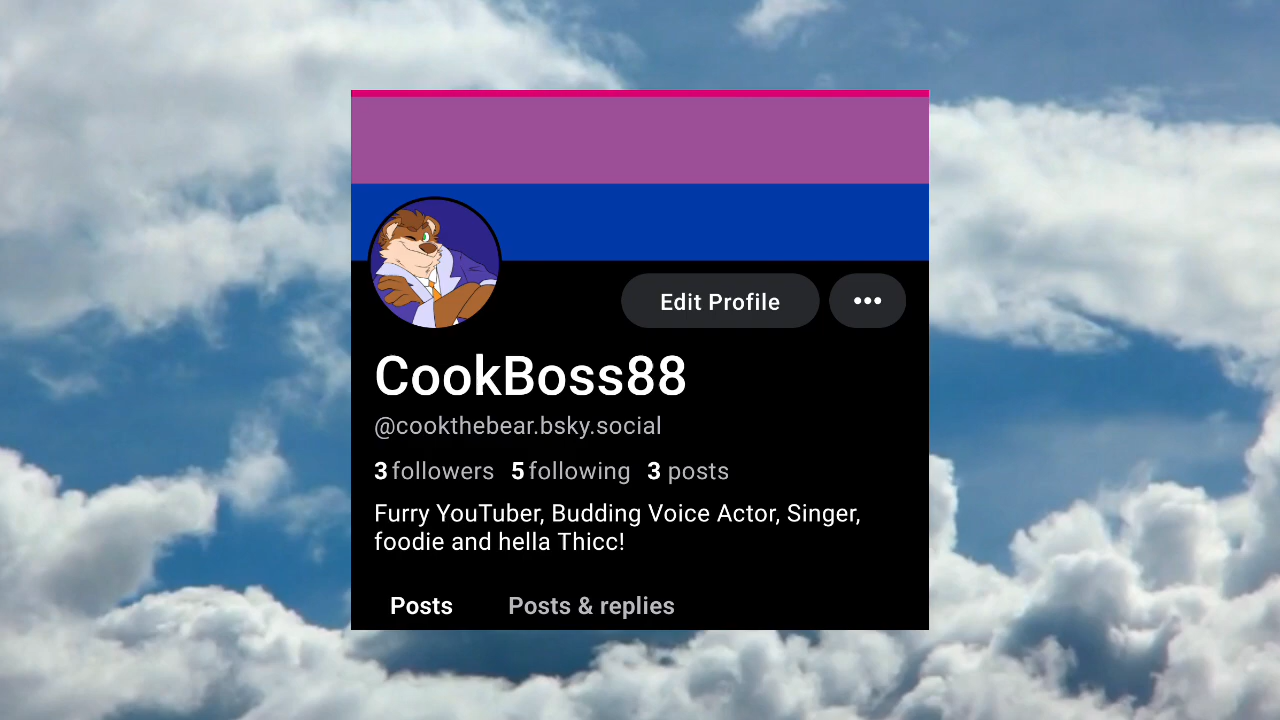 Edit Profile
CookBoss88
@cookthebear.bsky.social
3 followers 5 following 3 posts
Furry YouTuber, Budding Voice Actor, Singer,
foodie and hella Thicc!
Posts Posts & replies